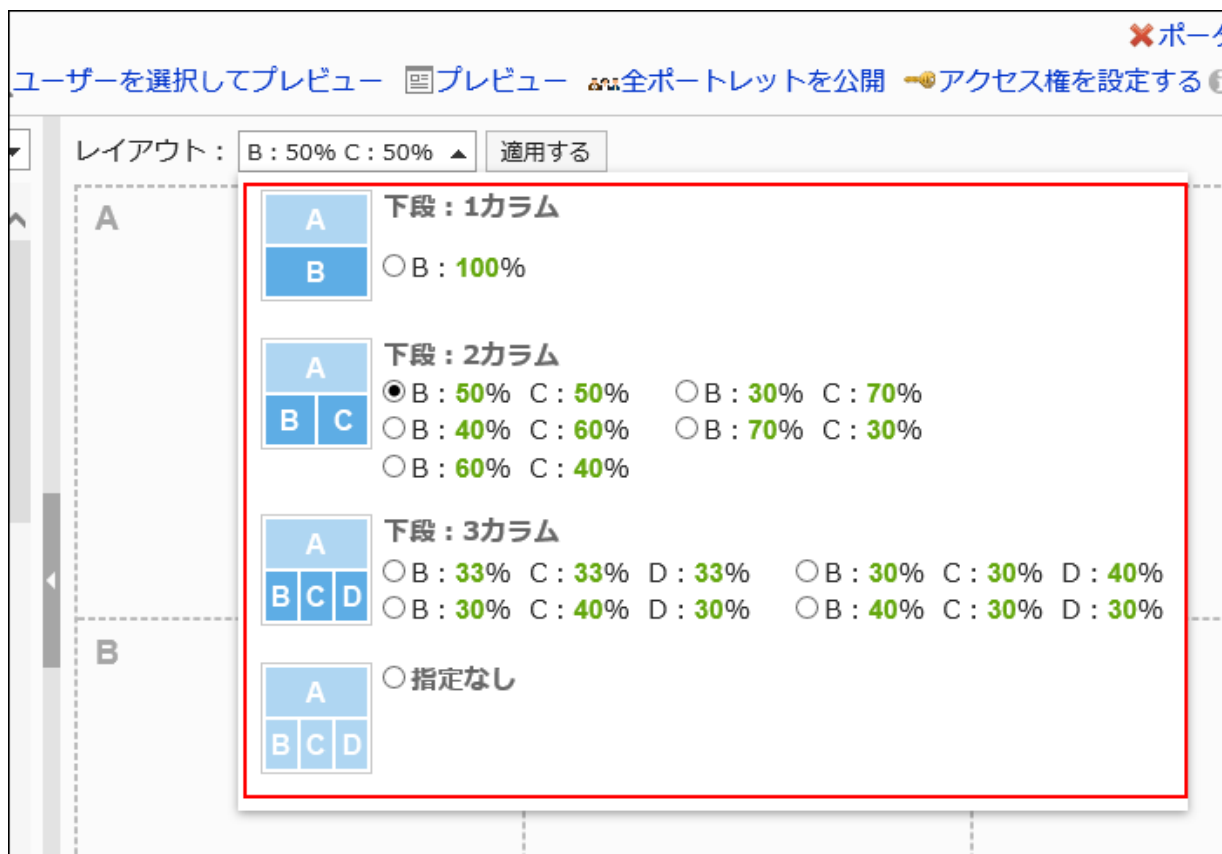 ポータ
ユーザーを選択してプレビュー プレビュー 全ポートレットを公開 アクセス権を設定する
レイアウト： B：50% C：50% 適用する
A
A
B
下段：1カラム
B：100%
A
B C
下段：2カラム
B：50% C：50% B：30% C：70%
B：40% C：60% B：70% C：30%
B：60% C：40%
A
B C D
下段：3カラム
B：33% C：33% D：33% B：30% C：30% D：40%
B：30% C：40% D：30% B：40% C：30% D：30%
B
A
B C D
指定なし